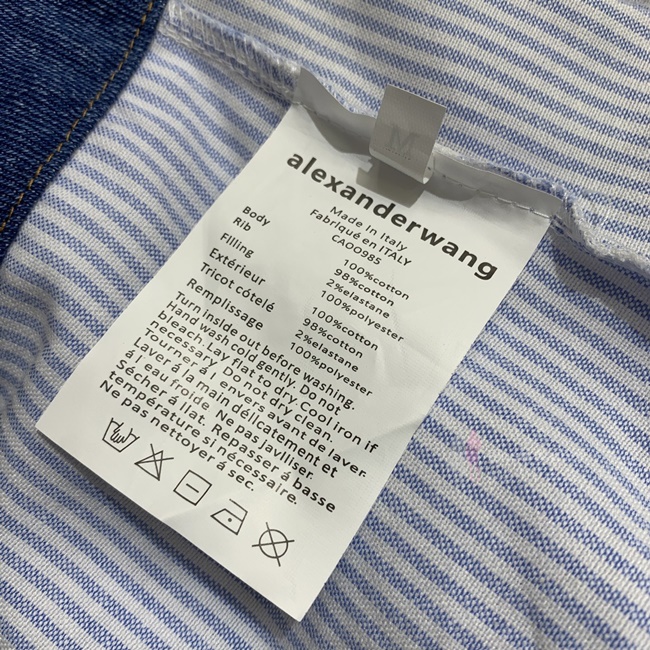 M
alexanderwang
Made in Italy
Fabriqué en ITALY
CAOO985
Body 100%cotton
Rib 98%cotton
2%elastane
Filling 100%polyester
Extérieur 100%cotton
Tricot côtelé 98%cotton
2%elastane
Remplissage 100%polyester
Turn inside out before washing.
Hand wash cold gently. Do not
bleach. Lay flat to dry Cool iron if
necessary. Do not dry clean.
Tourner á l envers avant de laver.
Laver á la main délicatement et
á l eau froide. Ne pas javlliser.
Sécher á llat. Repasser á basse
température si nécessaire.
Ne pas nettoyer á sec.